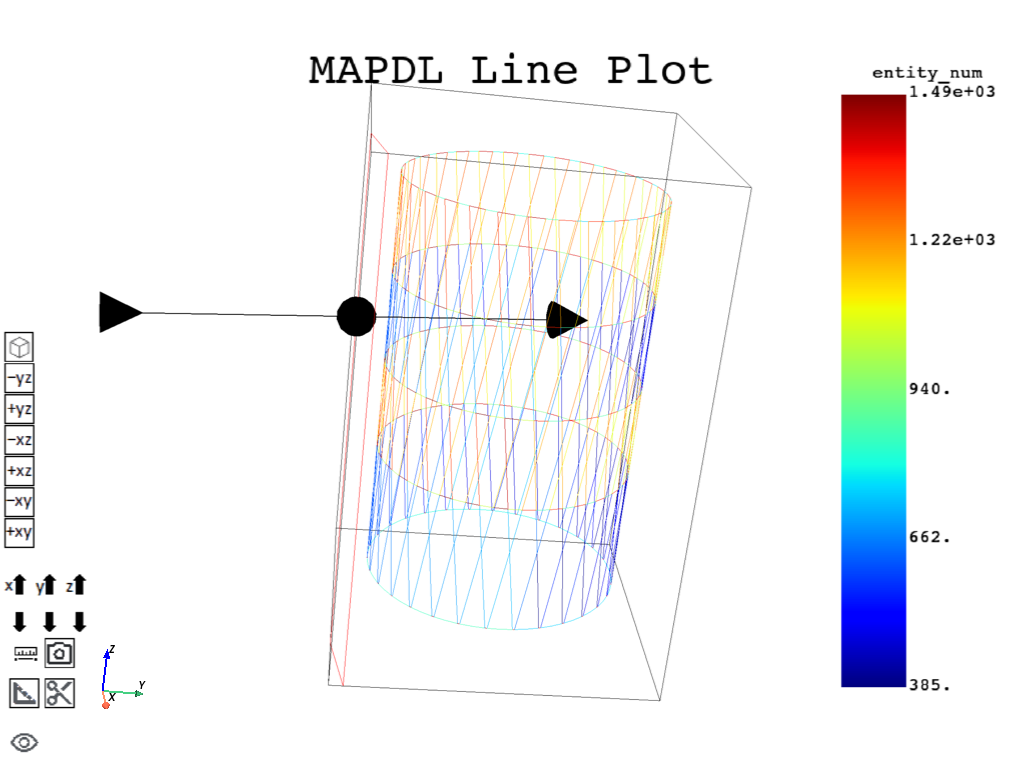 MAPDL Line Plot
entity_num
1.49e+03
1.22e+03
940.
662.
385.
-yz
+yz
-xz
+xz
-xy
+xy
x y z
Z
Y
X